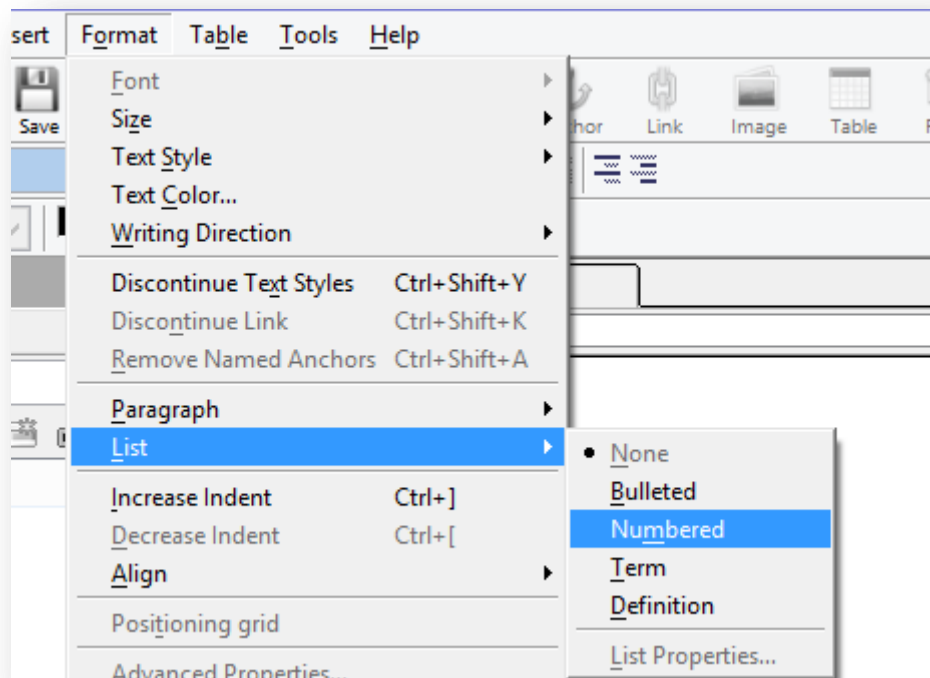 sert Format Table Tools Help
Save hor Link Image Table
Font
Size
Text Style
Text Color...
Writing Direction
Discontinue Text Styles Ctrl+Shift+Y
Discontinue Link Ctrl+Shift+K
Remove Named Anchors Ctrl+Shift+A
Paragraph
List
None
Bulleted
Increase Indent Ctrl+]
Numbered
Decrease Indent Ctrl+[
Term
Align
Definition
Positioning grid
List Properties...
Advanced Properties...